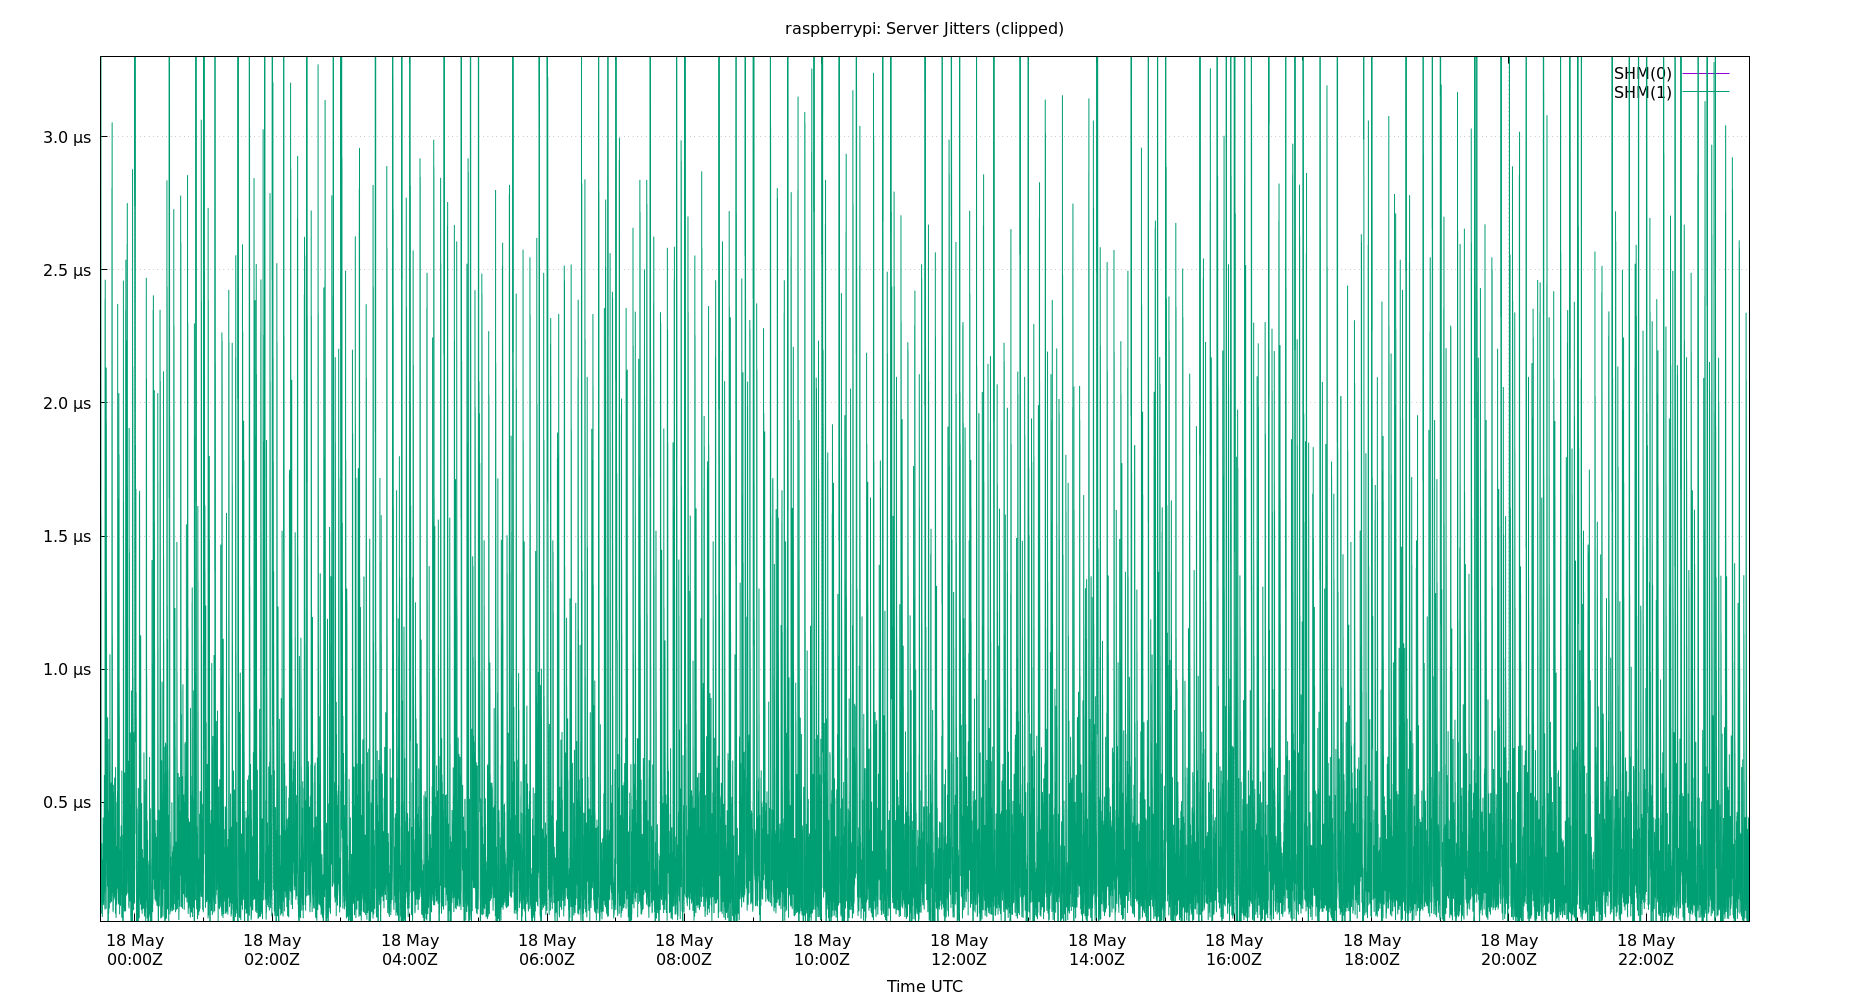 raspberrypi: Server Jitters (clipped)
SHM(0)
SHM(1)
3.0 µs
2.5 µs
2.0 µs
1.5 µs
1.0 µs
0.5 µs
18 May 18 May 18 May 18 May 18 May 18 May 18 May 18 May 18 May 18 May 18 May 18 May
00:00Z 02:00Z 04:00Z 06:00Z 08:00Z 10:00Z 12:00Z 14:00Z 16:00Z 18:00Z 20:00Z 22:00Z
Time UTC